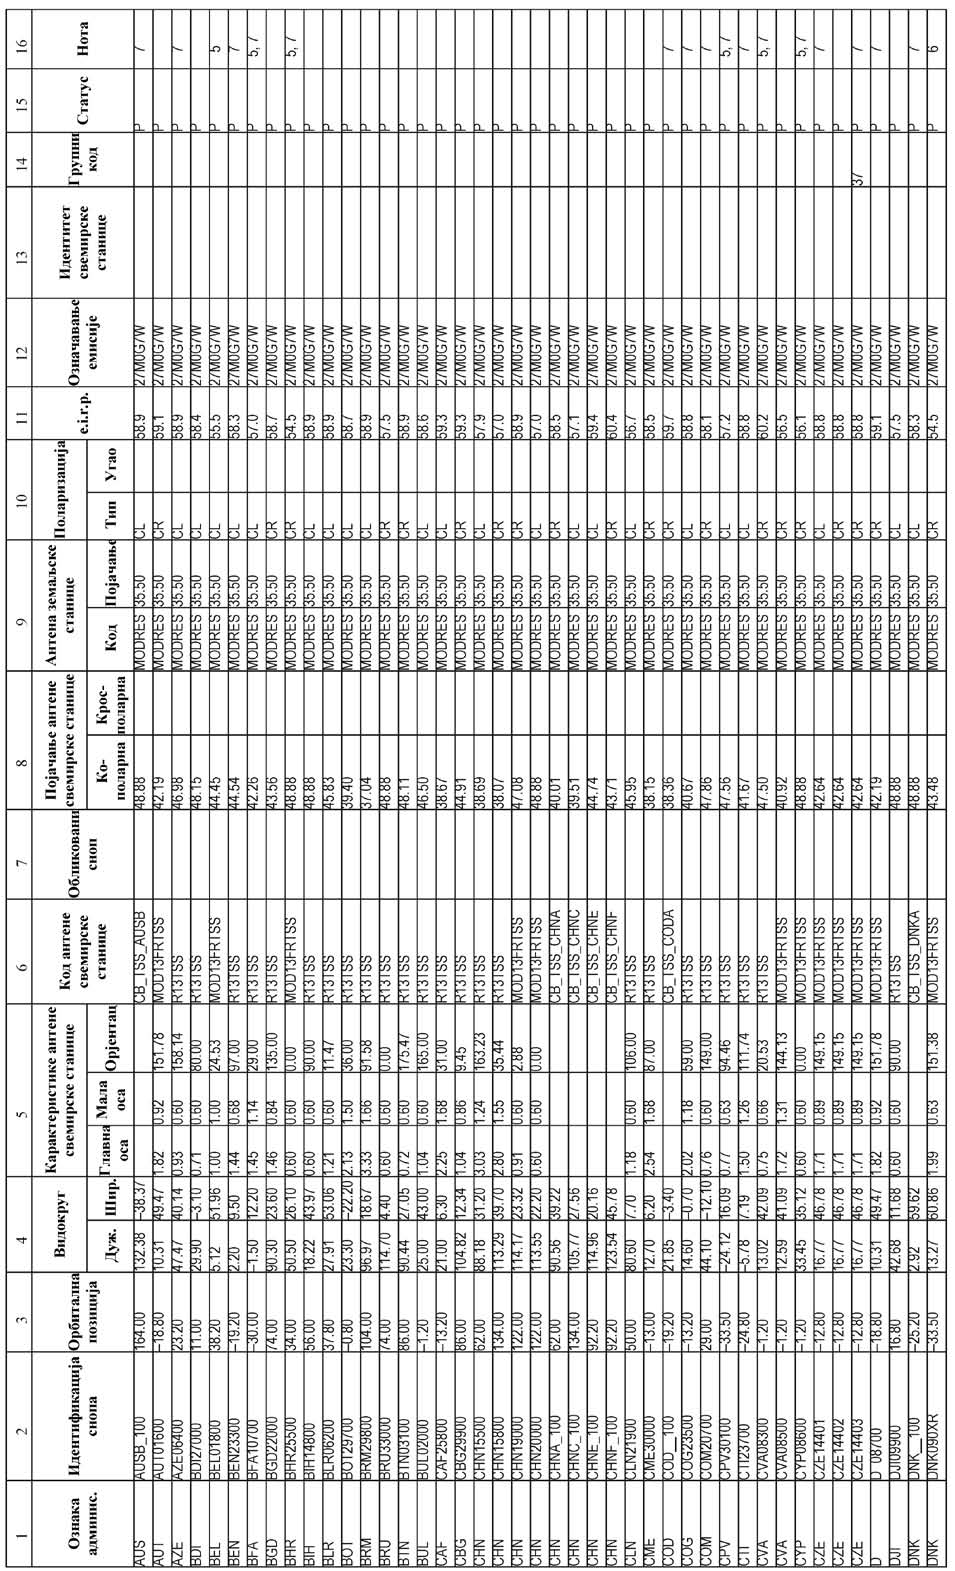 1 2 3 4 5 6 7 8 9 10 11 12 13 14 15 16
Ознака админис. Идентификација снопа Орбитална позиција Видокруг Карактеристике антене свемирске станице Код антене свемирске станице Обликовани сноп Појачање антене свемирске станице Антена земаљске станице Поларизација e.i.r.p. Означавање емисије Идентитет свемирске станице Групни код Статус Нота
Дуж. Шир. Главна оса Мала оса Орјентац Ко-поларна Крос-поларна Код Појачање Тип Угао
AUS AUSB_100 164.00 132.38 −38.37 CB_TSS_AUSB 48.88 MODRES 35.50 CL 58.9 27M0G7W P 7
AUT AUT01600 −18.80 10.31 49.47 1.82 0.92 151.78 MOD13FRTSS 42.19 MODRES 35.50 CR 59.1 27M0G7W P
AZE AZE06400 23.20 47.47 40.14 0.93 0.60 158.14 R13TSS 46.98 MODRES 35.50 CL 58.9 27M0G7W P 7
BDI BDI27000 11.00 29.90 −3.10 0.71 0.60 80.00 R13TSS 48.15 MODRES 35.50 CL 58.4 27M0G7W P
BEL BEL01800 38.20 5.12 51.96 1.00 1.00 24.53 MOD13FRTSS 44.45 MODRES 35.50 CL 55.5 27M0G7W P 5
BEN BEN23300 −19.20 2.20 9.50 1.44 0.68 97.00 R13TSS 44.54 MODRES 35.50 CL 58.3 27M0G7W P 7
BFA BFA10700 −30.00 −1.50 12.20 1.45 1.14 29.00 R13TSS 42.26 MODRES 35.50 CL 57.0 27M0G7W P 5, 7
BGD BGD22000 74.00 90.30 23.60 1.46 0.84 135.00 R13TSS 43.56 MODRES 35.50 CR 58.7 27M0G7W P
BHR BHR25500 34.00 50.50 26.10 0.60 0.60 0.00 MOD13FRTSS 48.88 MODRES 35.50 CR 54.5 27M0G7W P 5, 7
BIH BIH14800 56.00 18.22 43.97 0.60 0.60 90.00 R13TSS 48.88 MODRES 35.50 CL 58.9 27M0G7W P
BLR BLR06200 37.80 27.91 53.06 1.21 0.60 11.47 R13TSS 45.83 MODRES 35.50 CL 58.9 27M0G7W P
BOT BOT29700 −0.80 23.30 −22.20 2.13 1.50 36.00 R13TSS 39.40 MODRES 35.50 CL 58.7 27M0G7W P
BRM BRM29800 104.00 96.97 18.67 3.33 1.66 91.58 R13TSS 37.04 MODRES 35.50 CL 58.9 27M0G7W P
BRU BRU33000 74.00 114.70 4.40 0.60 0.60 0.00 R13TSS 48.88 MODRES 35.50 CR 57.5 27M0G7W P
BTN BTN03100 86.00 90.44 27.05 0.72 0.60 175.47 R13TSS 48.11 MODRES 35.50 CR 58.9 27M0G7W P
BUL BUL02000 −1.20 25.00 43.00 1.04 0.60 165.00 R13TSS 46.50 MODRES 35.50 CL 58.6 27M0G7W P
CAF CAF25800 −13.20 21.00 6.30 2.25 1.68 31.00 R13TSS 38.67 MODRES 35.50 CL 59.3 27M0G7W P
CBG CBG29900 86.00 104.82 12.34 1.04 0.86 9.45 R13TSS 44.91 MODRES 35.50 CR 59.3 27M0G7W P
CHN CHN15500 62.00 88.18 31.20 3.03 1.24 163.23 R13TSS 38.69 MODRES 35.50 CL 57.9 27M0G7W P
CHN CHN15800 134.00 113.29 39.70 2.80 1.55 35.44 R13TSS 38.07 MODRES 35.50 CR 57.0 27M0G7W P
CHN CHN19000 122.00 114.17 23.32 0.91 0.60 2.88 MOD13FRTSS 47.08 MODRES 35.50 CR 58.9 27M0G7W P
CHN CHN20000 122.00 113.55 22.20 0.60 0.60 0.00 MOD13FRTSS 48.88 MODRES 35.50 CL 57.0 27M0G7W P
CHN CHNA_100 62.00 90.56 39.22 CB_TSS_CHNA 40.01 MODRES 35.50 CR 58.5 27M0G7W P
CHN CHNC_100 134.00 105.77 27.56 CB_TSS_CHNC 39.51 MODRES 35.50 CR 57.1 27M0G7W P
CHN CHNE_100 92.20 114.96 20.16 CB_TSS_CHNE 44.74 MODRES 35.50 CR 59.4 27M0G7W P
CHN CHNF_100 92.20 123.54 45.78 CB_TSS_CHNF 43.71 MODRES 35.50 CR 60.4 27M0G7W P
CLN CLN21900 50.00 80.60 7.70 1.18 0.60 106.00 R13TSS 45.95 MODRES 35.50 CL 56.7 27M0G7W P
CME CME30000 −13.00 12.70 6.20 2.54 1.68 87.00 R13TSS 38.15 MODRES 35.50 CR 58.5 27M0G7W P
COD COD__100 −19.20 21.85 −3.40 CB_TSS_CODA 38.36 MODRES 35.50 CR 59.7 27M0G7W P 7
COG COG23500 −13.20 14.60 −0.70 2.02 1.18 59.00 R13TSS 40.67 MODRES 35.50 CR 58.8 27M0G7W P 7
COM COM20700 29.00 44.10 −12.10 0.76 0.60 149.00 R13TSS 47.86 MODRES 35.50 CR 58.1 27M0G7W P 7
CPV CPV30100 −33.50 −24.12 16.09 0.77 0.63 94.46 R13TSS 47.56 MODRES 35.50 CL 57.2 27M0G7W P 5, 7
CTI CTI23700 −24.80 −5.78 7.19 1.50 1.26 111.74 R13TSS 41.67 MODRES 35.50 CL 58.8 27M0G7W P 7
CVA CVA08300 −1.20 13.02 42.09 0.75 0.66 20.53 R13TSS 47.50 MODRES 35.50 CR 60.2 27M0G7W P 5, 7
CVA CVA08500 −1.20 12.59 41.09 1.72 1.31 144.13 MOD13FRTSS 40.92 MODRES 35.50 CR 56.5 27M0G7W P
CYP CYP08600 −1.20 33.45 35.12 0.60 0.60 0.00 MOD13FRTSS 48.88 MODRES 35.50 CR 56.1 27M0G7W P 5, 7
CZE CZE14401 −12.80 16.77 46.78 1.71 0.89 149.15 MOD13FRTSS 42.64 MODRES 35.50 CL 58.8 27M0G7W P 7
CZE CZE14402 −12.80 16.77 46.78 1.71 0.89 149.15 MOD13FRTSS 42.64 MODRES 35.50 CR 58.8 27M0G7W P
CZE CZE14403 −12.80 16.77 46.78 1.71 0.89 149.15 MOD13FRTSS 42.64 MODRES 35.50 CL 58.8 27M0G7W 37 P 7
D D 08700 −18.80 10.31 49.47 1.82 0.92 151.78 MOD13FRTSS 42.19 MODRES 35.50 CR 59.1 27M0G7W P 7
DJI DJI09900 16.80 42.68 11.68 0.60 0.60 90.00 R13TSS 48.88 MODRES 35.50 CL 57.5 27M0G7W P
DNK DNK__100 −25.20 2.92 59.62 CB_TSS_DNKA 48.88 MODRES 35.50 CL 58.3 27M0G7W P 7
DNK DNK090XR −33.50 13.27 60.86 1.99 0.63 151.38 MOD13FRTSS 43.48 MODRES 35.50 CR 54.5 27M0G7W P 6